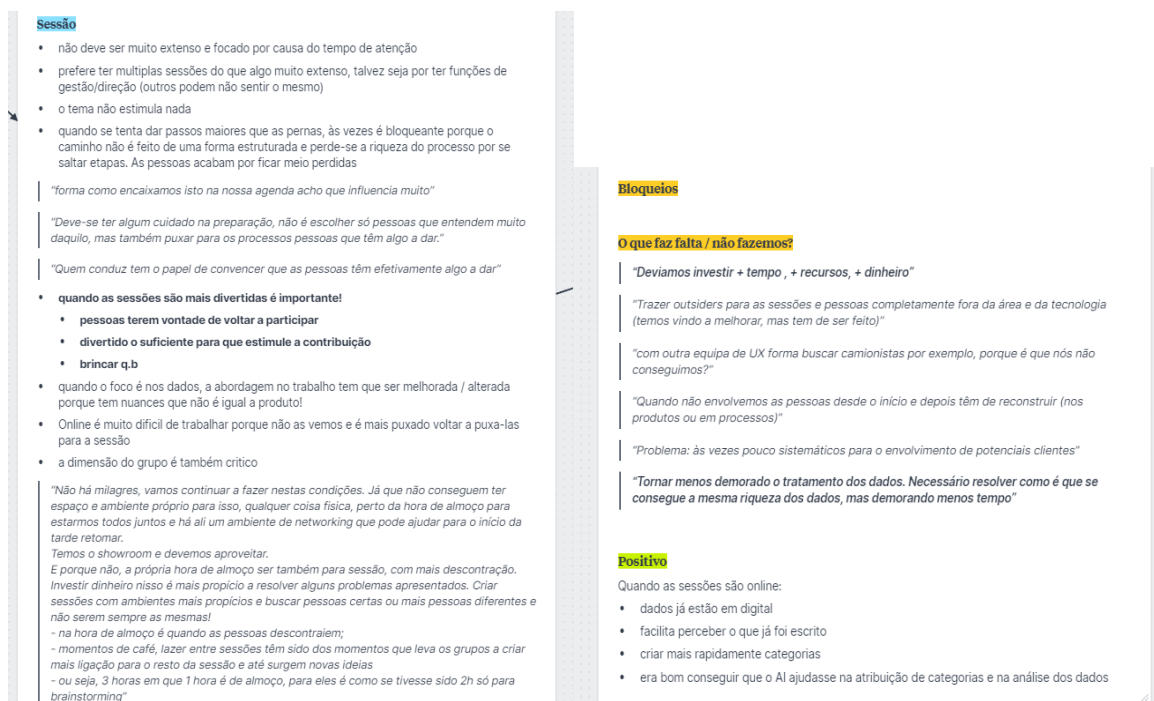 Sessão
• não deve ser muito extenso e focado por causa do tempo de atenção
• prefere ter multiplas sessões do que algo muito extenso, talvez seja por ter funções de
gestão/direção (outros podem não sentir o mesmo)
• o tema não estimula nada
• quando se tenta dar passos maiores que as pernas, às vezes é bloqueante porque o
caminho não é feito de uma forma estruturada e perde-se a riqueza do processo por se
saltar etapas. As pessoas acabam por ficar meio perdidas
"forma como encaixamos isto na nossa agenda acho que influencia muito"
"Deve-se ter algum cuidado na preparação, não é escolher só pessoas que entendem muito
daquilo, mas também puxar para os processos pessoas que têm algo a dar."
"Quem conduz tem o papel de convencer que as pessoas têm efetivamente algo a dar"
• quando as sessões são mais divertidas é importante!
• pessoas terem vontade de voltar a participar
• divertido o suficiente para que estimule a contribuição
• brincar q.b
• quando o foco é nos dados, a abordagem no trabalho tem que ser melhorada / alterada
porque tem nuances que não é igual a produto!
• Online é muito dificil de trabalhar porque não as vemos e é mais puxado voltar a puxa-las
para a sessão
• a dimensão do grupo é também critico
"Não há milagres, vamos continuar a fazer nestas condições. Já que não conseguem ter
espaço e ambiente próprio para isso, qualquer coisa fisica, perto da hora de almoço para
estarmos todos juntos e há ali um ambiente de networking que pode ajudar para o início da
tarde retomar.
Temos o showroom e devemos aproveitar.
E porque não, a própria hora de almoço ser também para sessão, com mais descontração.
Investir dinheiro nisso é mais propício a resolver alguns problemas apresentados. Criar
sessões com ambientes mais propícios e buscar pessoas certas ou mais pessoas diferentes e
não serem sempre as mesmas!
- na hora de almoço é quando as pessoas descontraiem;
- momentos de café, lazer entre sessões têm sido dos momentos que leva os grupos a criar
mais ligação para o resto da sessão e até surgem novas ideias
- ou seja, 3 horas em que 1 hora é de almoço, para eles é como se tivesse sido 2h só para
brainstorming"
Bloqueios
O que faz falta / não fazemos?
"Deviamos investir + tempo , + recursos, + dinheiro"
"Trazer outsiders para as sessões e pessoas completamente fora da área e da tecnologia
(temos vindo a melhorar, mas tem de ser feito)"
"com outra equipa de UX forma buscar camionistas por exemplo, porque é que nós não
conseguimos?"
"Quando não envolvemos as pessoas desde o início e depois têm de reconstruir (nos
produtos ou em processos)"
"Problema: às vezes pouco sistemáticos para o envolvimento de potenciais clientes"
"Tornar menos demorado o tratamento dos dados. Necessário resolver como é que se
consegue a mesma riqueza dos dados, mas demorando menos tempo"
Positivo
Quando as sessões são online:
• dados já estão em digital
• facilita perceber o que já foi escrito
• criar mais rapidamente categorias
• era bom conseguir que o AI ajudasse na atribuição de categorias e na análise dos dados